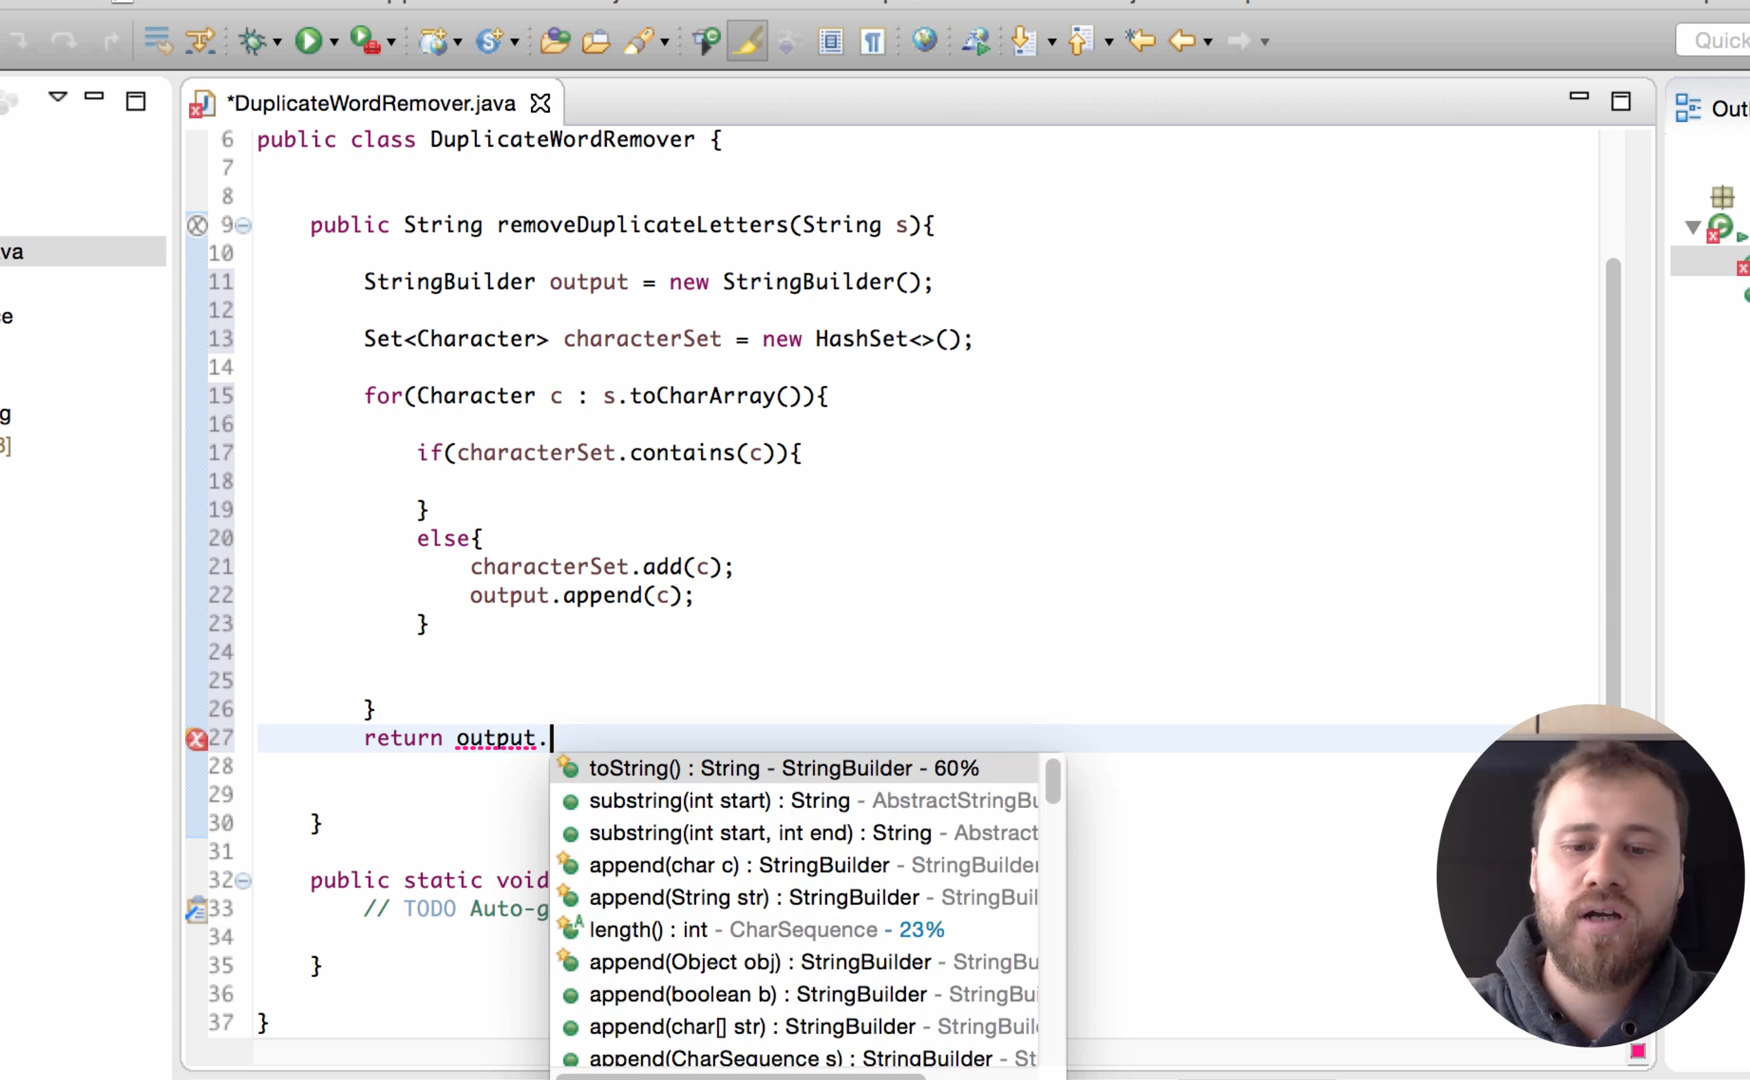 Quick
*DuplicateWordRemover.java
6 public class DuplicateWordRemover {
7
8
9 public String removeDuplicateLetters(String s){
10
11 StringBuilder output = new StringBuilder();
12
13 Set<Character> characterSet = new HashSet<>();
14
15 for(Character c : s.toCharArray()){
16
17 if(characterSet.contains(c)){
18
19 }
20 else{
21 characterSet.add(c);
22 output.append(c);
23 }
24
25
26 }
27 return output.
28
29
30 }
31
32 public static void
33 // TODO Auto-g
34
35 }
36
37 }
toString() : String - StringBuilder - 60%
substring(int start) : String - AbstractStringBu
substring(int start, int end) : String - Abstract
append(char c) : StringBuilder - StringBuilder
append(String str) : StringBuilder - StringBuil
length() : int - CharSequence - 23%
append(Object obj) : StringBuilder - StringBu
append(boolean b) : StringBuilder - StringBui
append(char[] str) : StringBuilder - StringBuil
append(CharSequence s) : StringBuilder - St
va
ce
g
3]
Outl